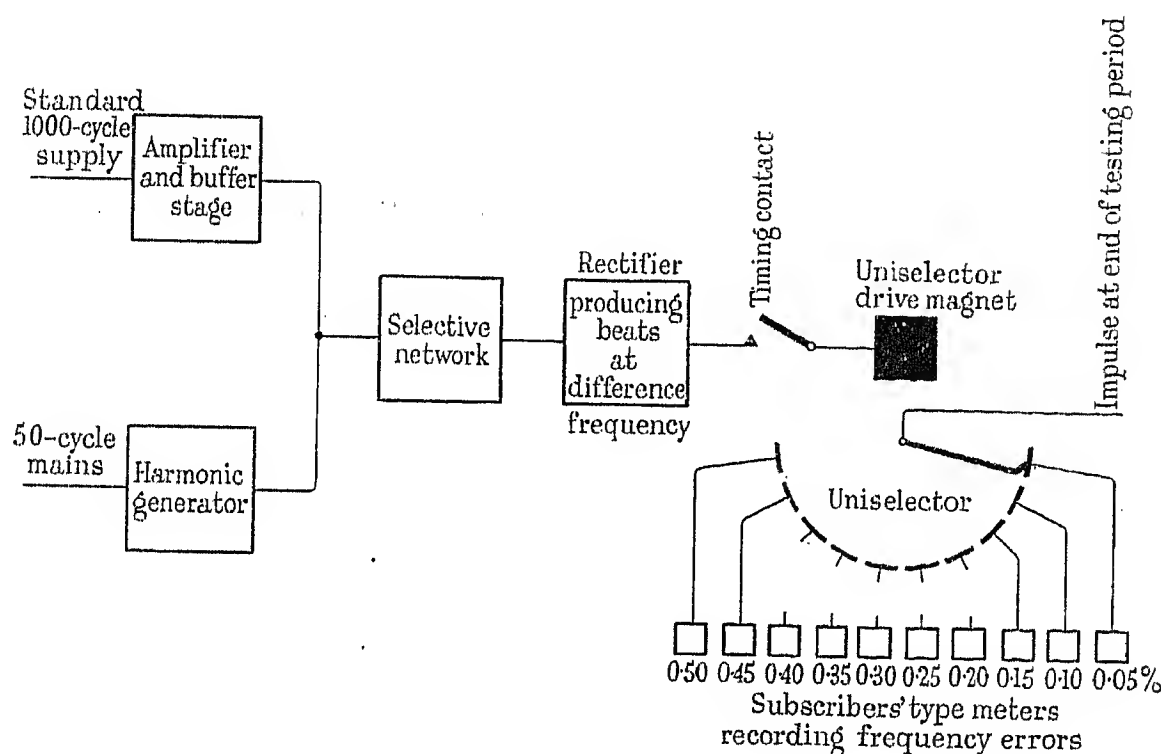 Standard
1000-cycle
supply
Amplifier
and buffer
stage
50-cycle
mains
Harmonic
generator
Selective
network
Rectifier
producing
beats
at
difference
frequency
Timing contact
Uniselector
drive magnet
Impulse at end of testing period
Uniselector
0·50 0·45 0·40 0·35 0·30 0·25 0·20 0·15 0·10 0·05%
Subscribers' type meters
recording frequency errors